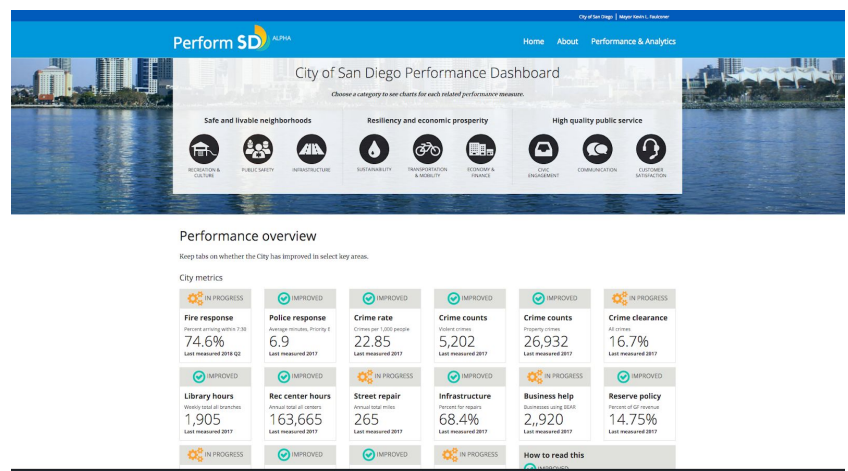 City of San Diego | Mayor Kevin L. Faulconer
Perform SD ALPHA
Home About Performance & Analytics
City of San Diego Performance Dashboard
Choose a category to see charts for each related performance measure.
Safe and livable neighborhoods
Resiliency and economic prosperity
High quality public service
RECREATION &
CULTURE
PUBLIC SAFETY
INFRASTRUCTURE
SUSTAINABILITY
TRANSPORTATION
& MOBILITY
ECONOMY &
FINANCE
CIVIC
ENGAGEMENT
COMMUNICATION
CUSTOMER
SATISFACTION
Performance overview
Keep tabs on whether the City has improved in select key areas.
City metrics
IN PROGRESS
Fire response
Percent arriving within 7:30
74.6%
Last measured 2018 Q2
IMPROVED
Police response
Average minutes, Priority E
6.9
Last measured 2017
IMPROVED
Crime rate
Crimes per 1,000 people
22.85
Last measured 2017
IMPROVED
Crime counts
Violent crimes
5,202
Last measured 2017
IMPROVED
Crime counts
Property crimes
26,932
Last measured 2017
IN PROGRESS
Crime clearance
All crimes
16.7%
Last measured 2017
IMPROVED
Library hours
Weekly total all branches
1,905
Last measured 2017
IMPROVED
Rec center hours
Annual total all centers
163,665
Last measured 2017
IN PROGRESS
Street repair
Annual total miles
265
Last measured 2017
IMPROVED
Infrastructure
Percent for repairs
68.4%
Last measured 2017
IN PROGRESS
Business help
Businesses using BEAR
2,,920
Last measured 2017
IMPROVED
Reserve policy
Percent of GF revenue
14.75%
Last measured 2017
IN PROGRESS
IMPROVED
IMPROVED
IN PROGRESS
How to read this
IMPROVED